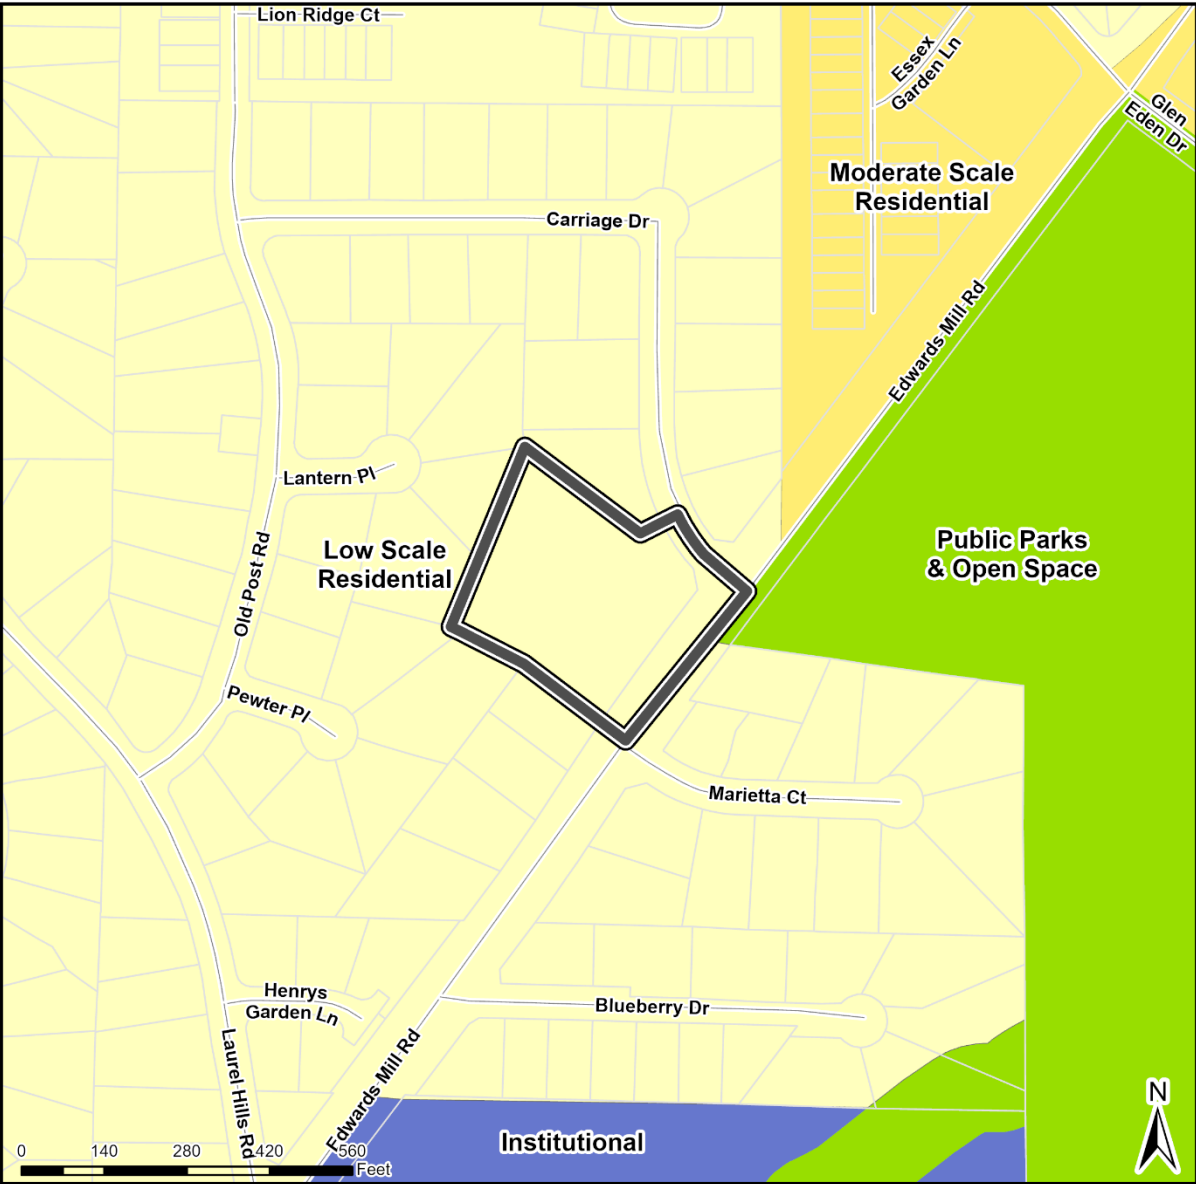 Lion Ridge Ct
Essex
Garden Ln
Glen
Eden Dr
Moderate Scale
Residential
Carriage Dr
Edwards Mill Rd
Lantern Pl
Low Scale
Residential
Public Parks
& Open Space
Old Post Rd
Pewter Pl
Marietta Ct
Henrys
Garden Ln
Blueberry Dr
Laurel Hills Rd
Edwards Mill Rd
N
Institutional
0 140 280 420 560
Feet